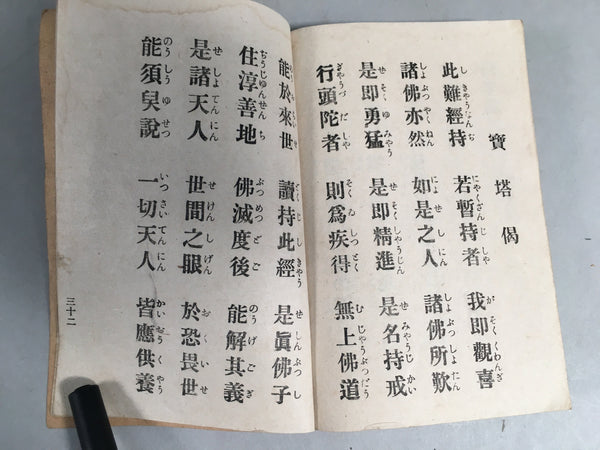 寶塔偈
此難經持 若暫持者 我即觀喜
諸佛亦然 如是之人 諸佛所歎
是即勇猛 是即精進 是名持戒
行頭陀者 則爲疾得 無上佛道
能於來世 讀持此經 是眞佛子
住淳善地 佛滅度後 能解其義
是諸天人 世間之眼 於恐畏世
能須臾說 一切天人 皆應供養
三十二